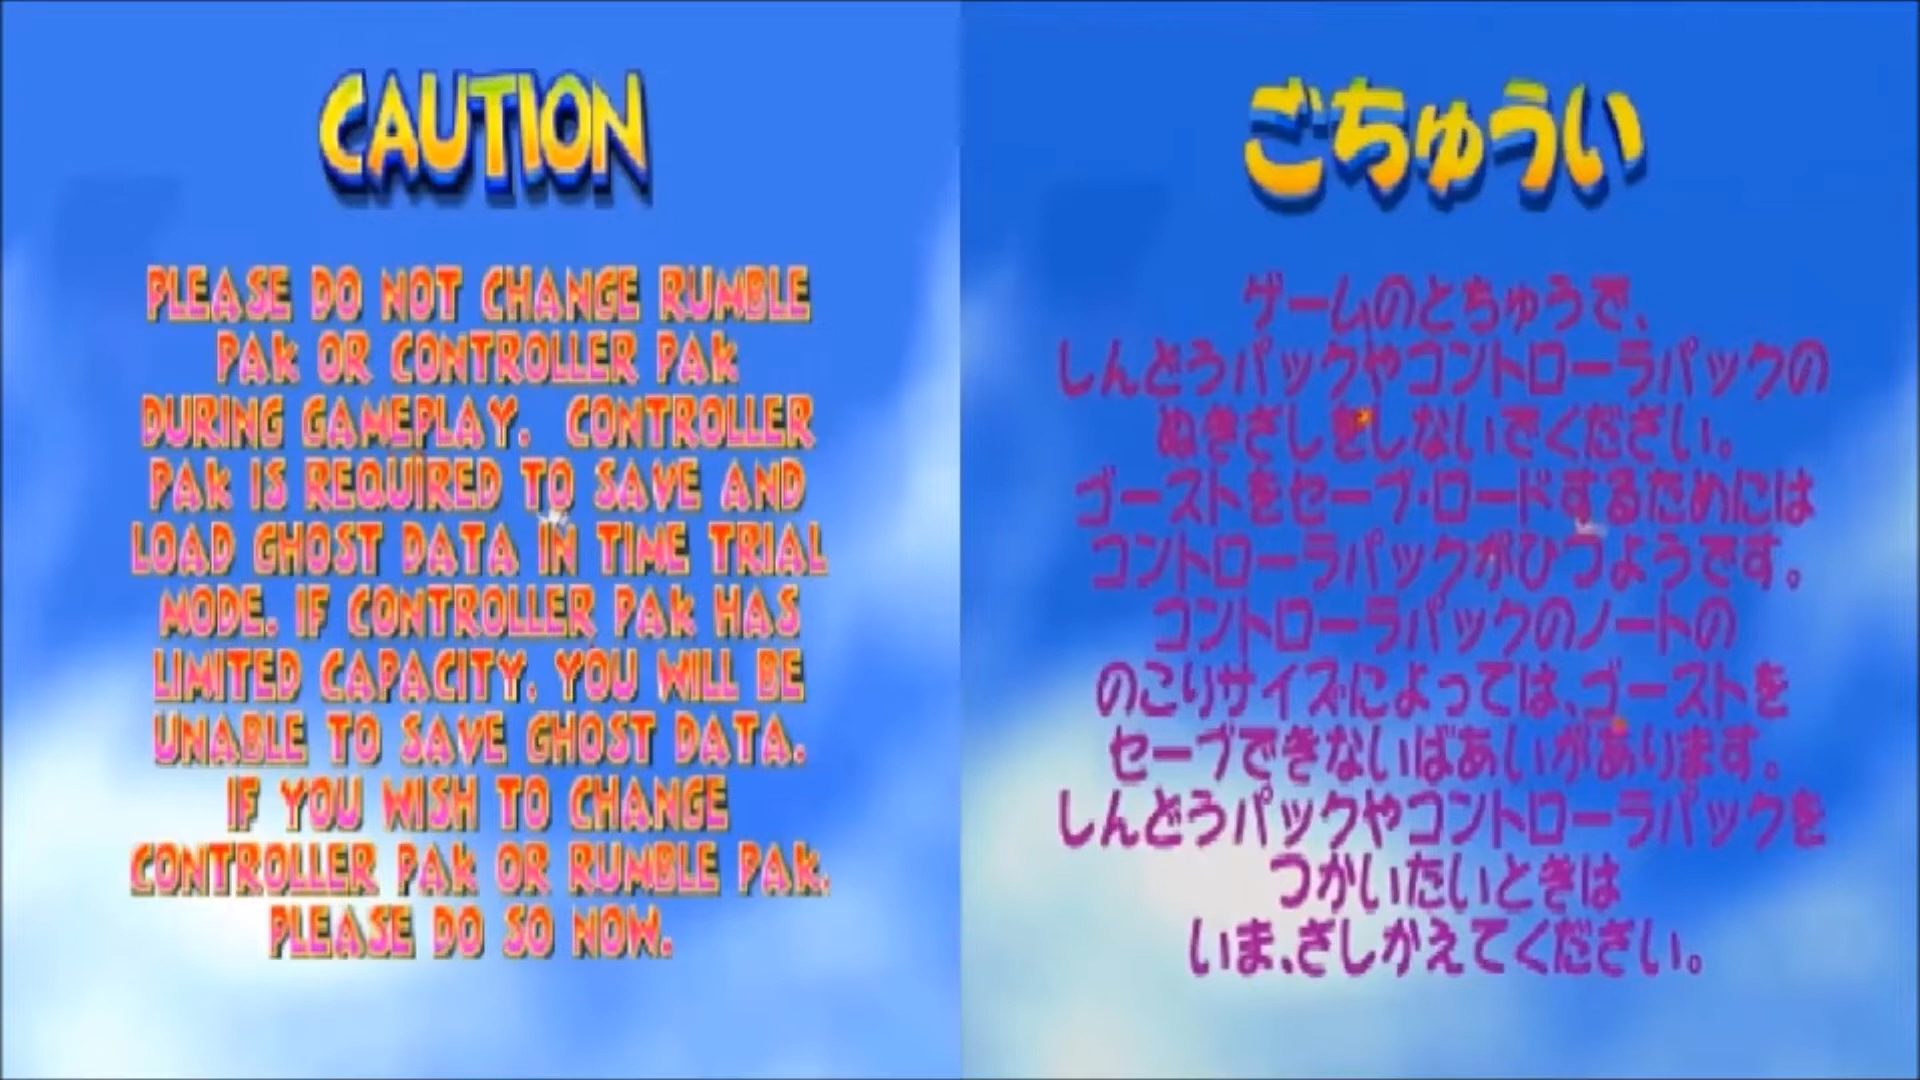 CAUTION
PLEASE DO NOT CHANGE RUMBLE
PAK OR CONTROLLER PAK
DURING GAMEPLAY. CONTROLLER
PAK IS REQUIRED TO SAVE AND
LOAD GHOST DATA IN TIME TRIAL
MODE. IF CONTROLLER PAK HAS
LIMITED CAPACITY, YOU WILL BE
UNABLE TO SAVE GHOST DATA.
IF YOU WISH TO CHANGE
CONTROLLER PAK OR RUMBLE PAK,
PLEASE DO SO NOW.
ごちゅうい
ゲームのとちゅうで、
しんどうパックやコントローラパックの
ぬきざしをしないでください。
ゴーストをセーブ・ロードするためには
コントローラパックがひつようです。
コントローラパックのノートの
のこりサイズによっては、ゴーストを
セーブできないばあいがあります。
しんどうパックやコントローラパックを
つかいたいときは
いま、さしかえてください。